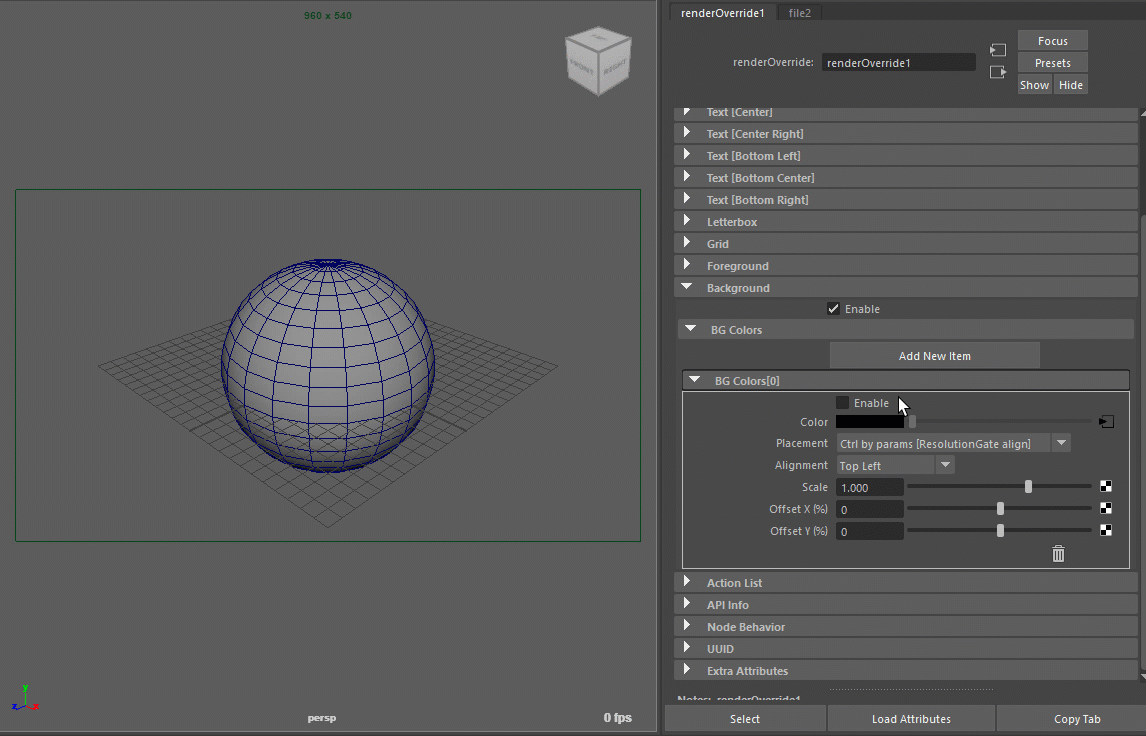 960 x 540
FRONT
RIGHT
y
z
x
persp
0 fps
renderOverride1
file2
renderOverride:
renderOverride1
Focus
Presets
Show
Hide
Text [Center]
Text [Center Right]
Text [Bottom Left]
Text [Bottom Center]
Text [Bottom Right]
Letterbox
Grid
Foreground
Background
Enable
BG Colors
Add New Item
BG Colors[0]
Enable
Color
Placement
Ctrl by params [ResolutionGate align]
Alignment
Top Left
Scale
1.000
Offset X (%)
0
Offset Y (%)
0
Action List
API Info
Node Behavior
UUID
Extra Attributes
Notes: renderOverride1
Select
Load Attributes
Copy Tab